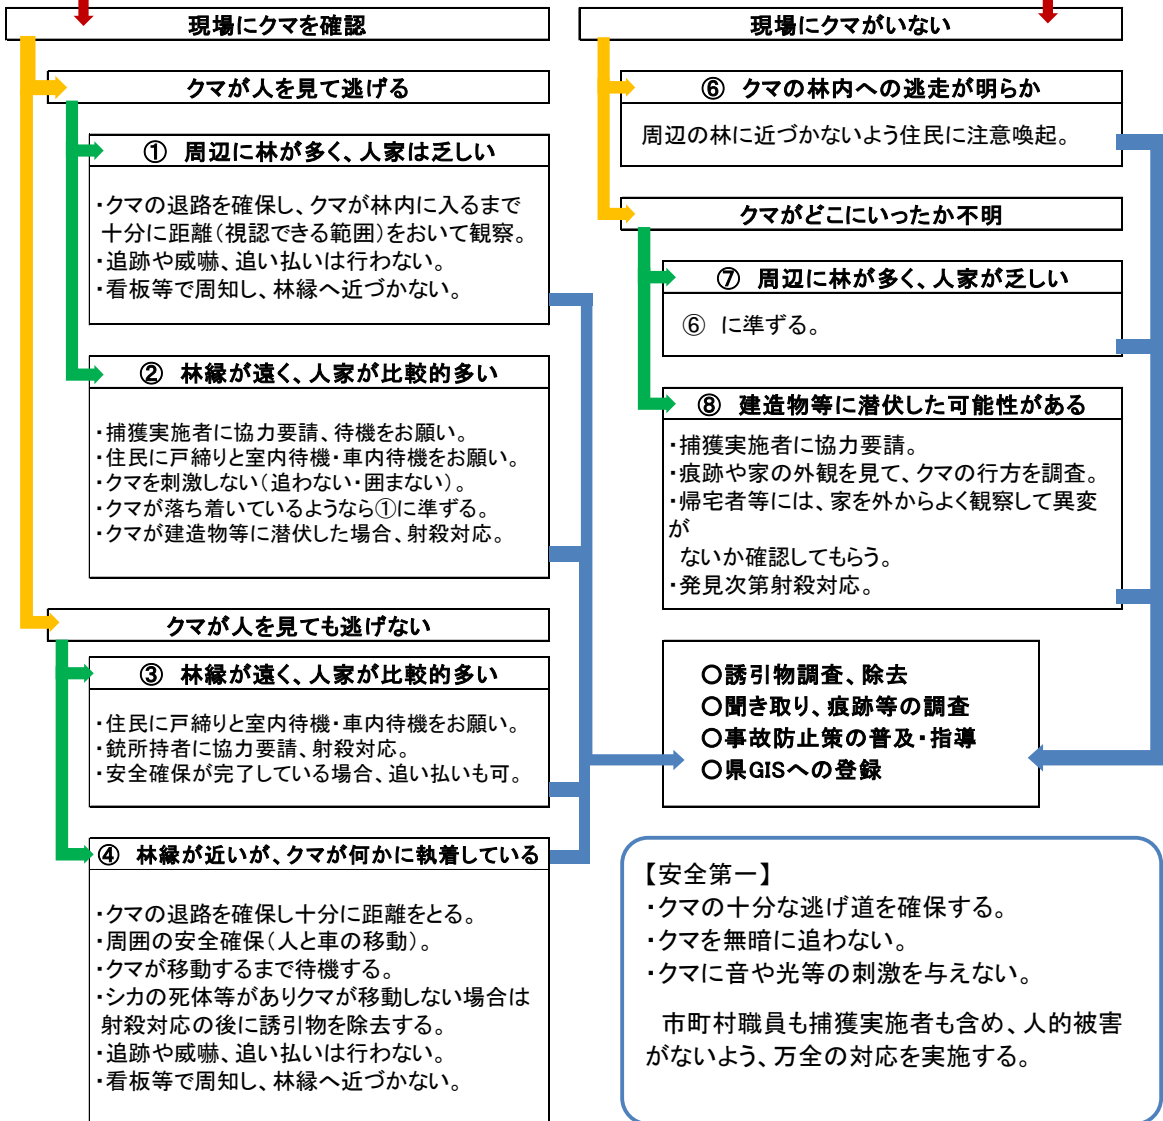 現場にクマを確認
クマが人を見て逃げる
① 周辺に林が多く、人家は乏しい
・クマの退路を確保し、クマが林内に入るまで
十分に距離（視認できる範囲）をおいて観察。
・追跡や威嚇、追い払いは行わない。
・看板等で周知し、林縁へ近づかない。
② 林縁が遠く、人家が比較的多い
・捕獲実施者に協力要請、待機をお願い。
・住民に戸締りと室内待機・車内待機をお願い。
・クマを刺激しない（追わない・囲まない）。
・クマが落ち着いているようなら①に準ずる。
・クマが建造物等に潜伏した場合、射殺対応。
クマが人を見ても逃げない
③ 林縁が遠く、人家が比較的多い
・住民に戸締りと室内待機・車内待機をお願い。
・銃所持者に協力要請、射殺対応。
・安全確保が完了している場合、追い払いも可。
④ 林縁が近いが、クマが何かに執着している
・クマの退路を確保し十分に距離をとる。
・周囲の安全確保（人と車の移動）。
・クマが移動するまで待機する。
・シカの死体等がありクマが移動しない場合は
射殺対応の後に誘引物を除去する。
・追跡や威嚇、追い払いは行わない。
・看板等で周知し、林縁へ近づかない。
現場にクマがいない
⑥ クマの林内への逃走が明らか
周辺の林に近づかないよう住民に注意喚起。
クマがどこにいったか不明
⑦ 周辺に林が多く、人家が乏しい
⑥ に準ずる。
⑧ 建造物等に潜伏した可能性がある
・捕獲実施者に協力要請。
・痕跡や家の外観を見て、クマの行方を調査。
・帰宅者等には、家を外からよく観察して異変
が
ないか確認してもらう。
・発見次第射殺対応。
○誘引物調査、除去
○聞き取り、痕跡等の調査
○事故防止策の普及・指導
○県GISへの登録
【安全第一】
・クマの十分な逃げ道を確保する。
・クマを無暗に追わない。
・クマに音や光等の刺激を与えない。
市町村職員も捕獲実施者も含め、人的被害
がないよう、万全の対応を実施する。